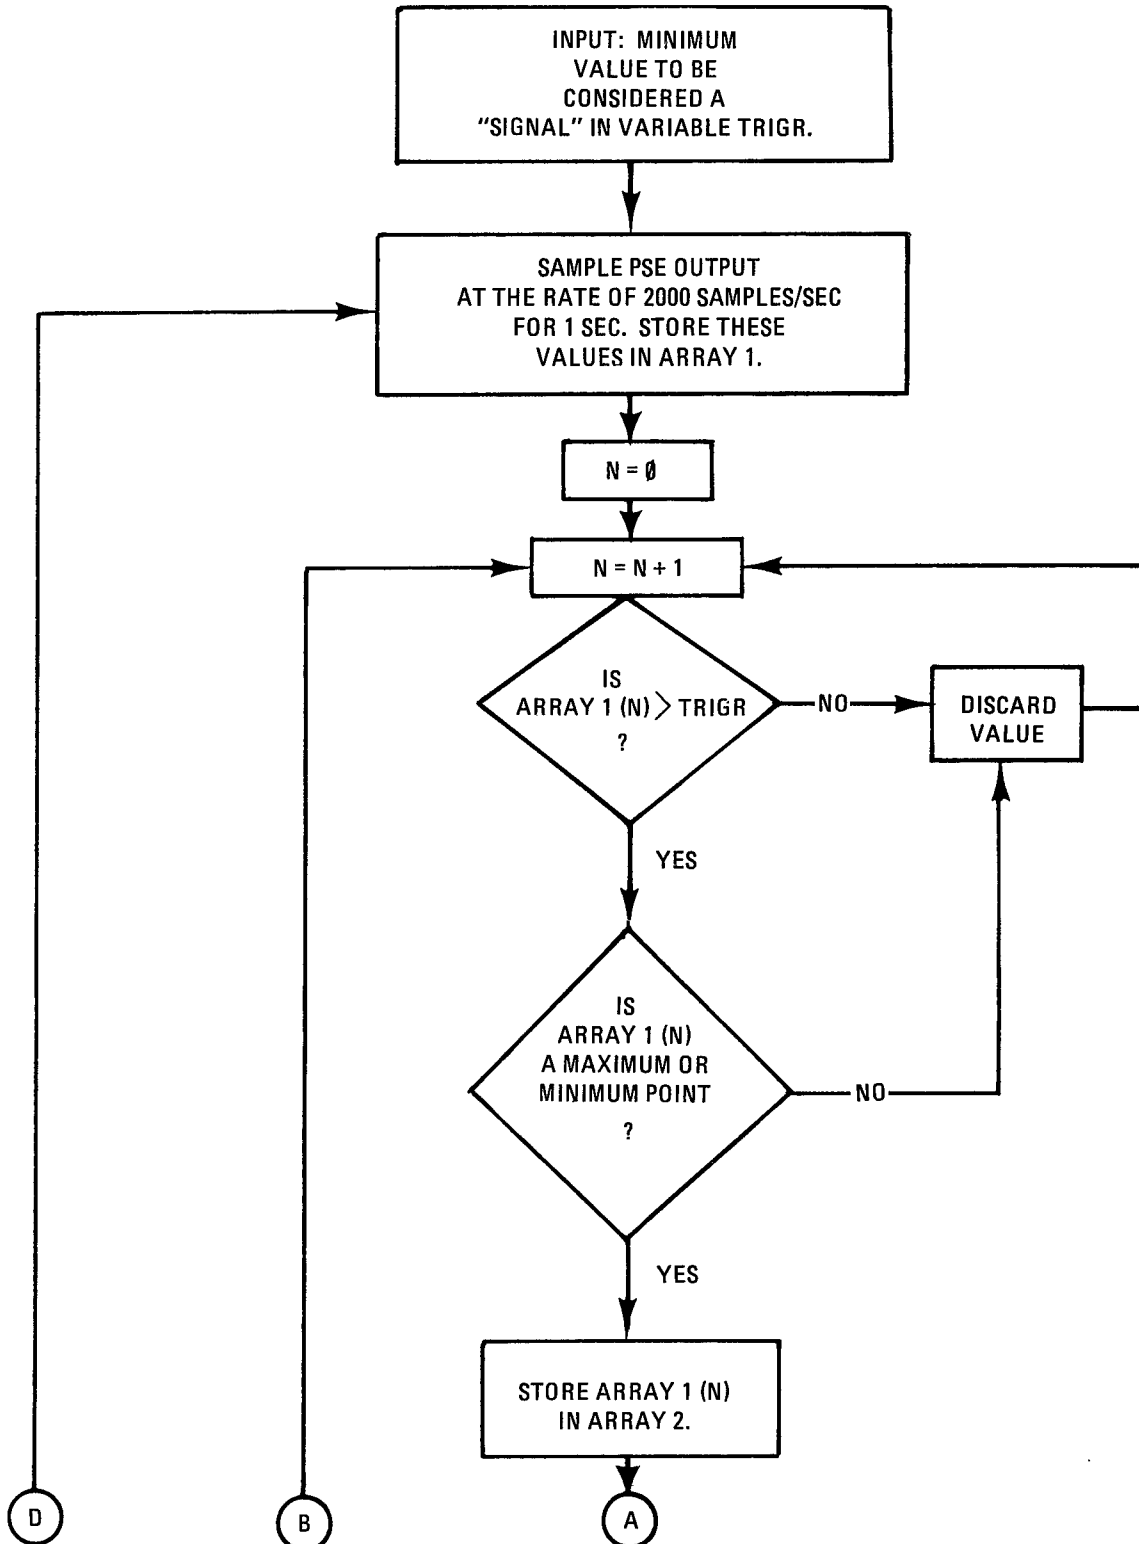 INPUT: MINIMUM
VALUE TO BE
CONSIDERED A
"SIGNAL" IN VARIABLE TRIGR.
SAMPLE PSE OUTPUT
AT THE RATE OF 2000 SAMPLES/SEC
FOR 1 SEC. STORE THESE
VALUES IN ARRAY 1.
N = Ø
N = N + 1
IS
ARRAY 1 (N) > TRIGR
?
NO
DISCARD
VALUE
YES
IS
ARRAY 1 (N)
A MAXIMUM OR
MINIMUM POINT
?
NO
YES
STORE ARRAY 1 (N)
IN ARRAY 2.
D
B
A